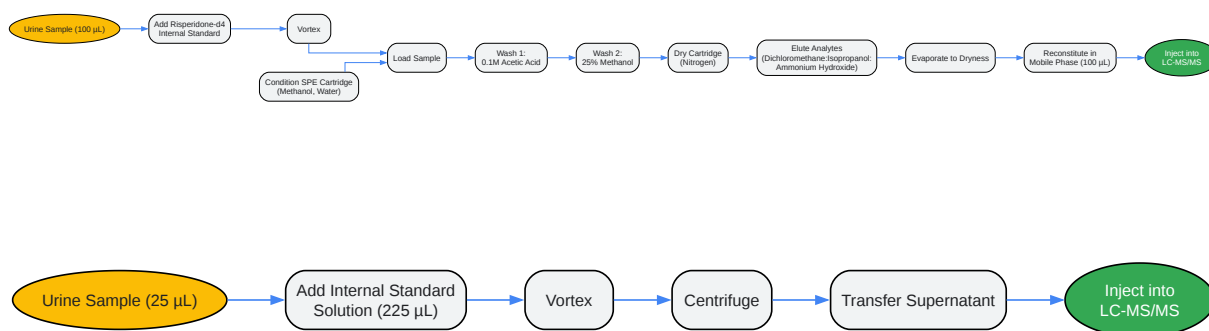 Urine Sample (100 µL)
Add Risperidone-d4
Internal Standard
Vortex
Condition SPE Cartridge
(Methanol, Water)
Load Sample
Wash 1:
0.1M Acetic Acid
Wash 2:
25% Methanol
Dry Cartridge
(Nitrogen)
Elute Analytes
(Dichloromethane:Isopropanol:
Ammonium Hydroxide)
Evaporate to Dryness
Reconstitute in
Mobile Phase (100 µL)
Inject into
LC-MS/MS
Urine Sample (25 µL)
Add Internal Standard
Solution (225 µL)
Vortex
Centrifuge
Transfer Supernatant
Inject into
LC-MS/MS